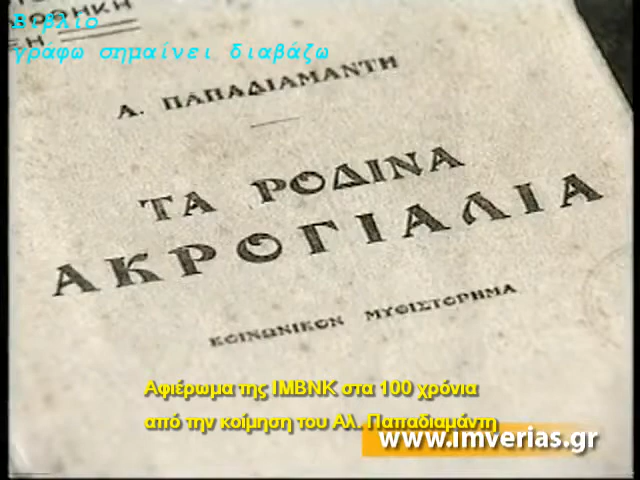 Βιβλίο
γράφω σημαίνει διαβάζω
Α. ΠΑΠΑΔΙΑΜΑΝΤΗ
ΤΑ ΡΟΔΙΝΑ
ΑΚΡΟΓΙΑΛΙΑ
ΚΟΙΝΩΝΙΚΟΝ ΜΥΘΙΣΤΟΡΗΜΑ
Αφιέρωμα της ΙΜΒΝΚ στα 100 χρόνια
από την κοίμηση του Αλ. Παπαδιαμάντη
www.imverias.gr